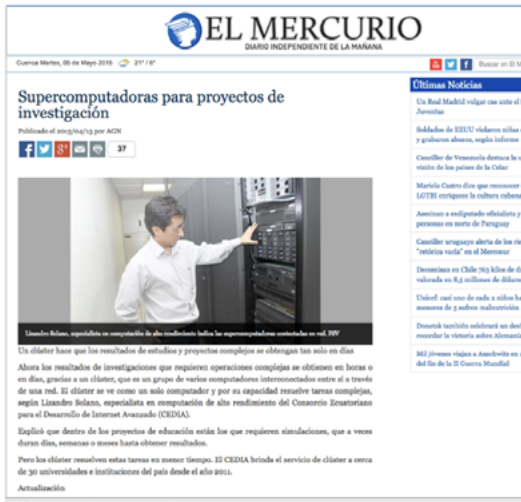 EL MERCURIO
DIARIO INDEPENDIENTE DE LA MAÑANA
Cuenca Martes, 05 de Mayo 2015 21° / 8°
Buscar en El M
Supercomputadoras para proyectos de
investigación
Publicado el 2015/04/13 por AGN
37
Lizandro Solano, especialista en computación de alto rendimiento indica las supercomputadoras conectadas en red.
Un clúster hace que los resultados de estudios y proyectos complejos se obtengan tan solo en días
Ahora los resultados de investigaciones que requieren operaciones complejas se obtienen en horas o
en días, gracias a un clúster, que es un grupo de varios computadores interconectados entre sí a través
de una red. El clúster se ve como un solo computador y por su capacidad resuelve tareas complejas,
según Lizandro Solano, especialista en computación de alto rendimiento del Consorcio Ecuatoriano
para el Desarrollo de Internet Avanzado (CEDIA).
Explicó que dentro de los proyectos de educación están los que requieren simulaciones, que a veces
duran días, semanas o meses hasta obtener resultados.
Pero los clúster resuelven estas tareas en menor tiempo. El CEDIA brinda el servicio de clúster a cerca
de 30 universidades e instituciones del país desde el año 2011.
Actualización
Últimas Noticias
Un Real Madrid vulgar cae ante el
Juventus
Soldados de EEUU violaron niñas
y grabaron abusos, según informe
Canciller de Venezuela destaca la
visión de los países de la Celac
Mariela Castro dice que reconocer
LGTBI enriquece la cultura cubana
Asesinan a exdiputado oficialista y
personas en norte de Paraguay
Canciller uruguayo alerta de los
"retórica vacía" en el Mercosur
Decomisan en Chile 763 kilos de
valorada en 8,5 millones de dólares
Unicef: casi uno de cada 2 niños
menores de 5 sufren malnutrición
Donetsk también celebrará un
recordar la victoria sobre Alemania
Mil jóvenes viajan a Auschwitz en
del fin de la II Guerra Mundial